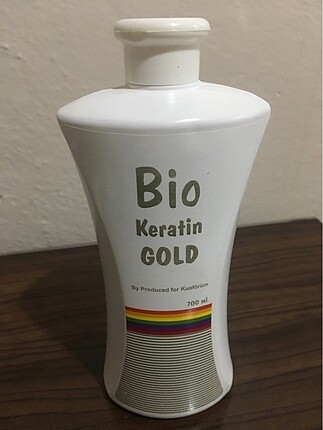 Bio
Keratin
GOLD
By Produced for Kuaförüm
700 ml